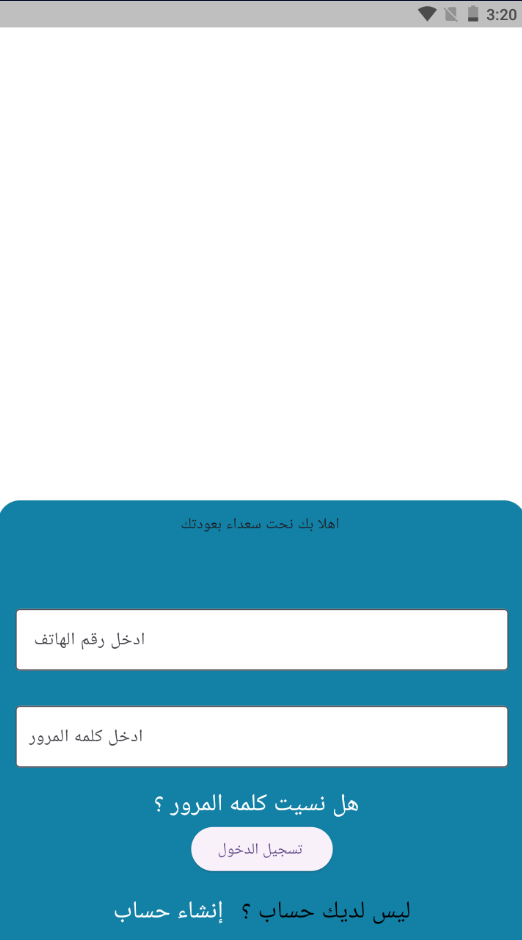 3:20
اهلا بك نحت سعداء بعودتك
ادخل رقم الهاتف
ادخل كلمه المرور
هل نسيت كلمه المرور ؟
تسجيل الدخول
ليس لديك حساب ؟ إنشاء حساب